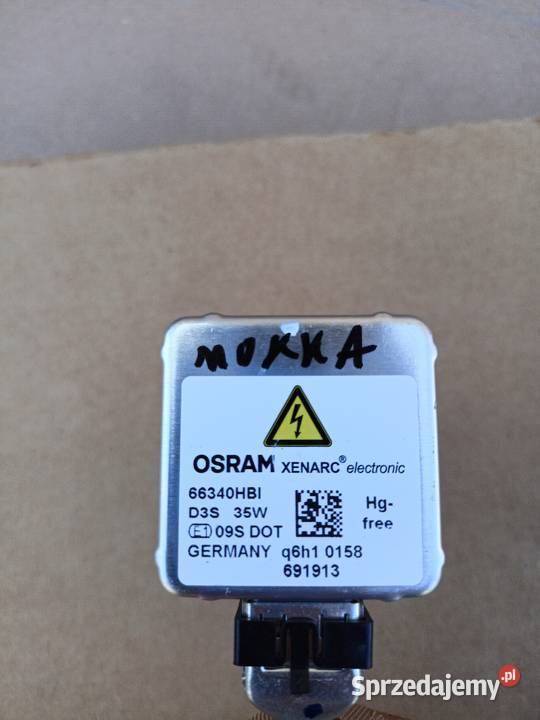 MOKKA
OSRAM XENARC® electronic
66340HBI
D3S 35W
E1 09S DOT
Hg-
free
GERMANY q6h1 0158
691913
Sprzedajemy.pl